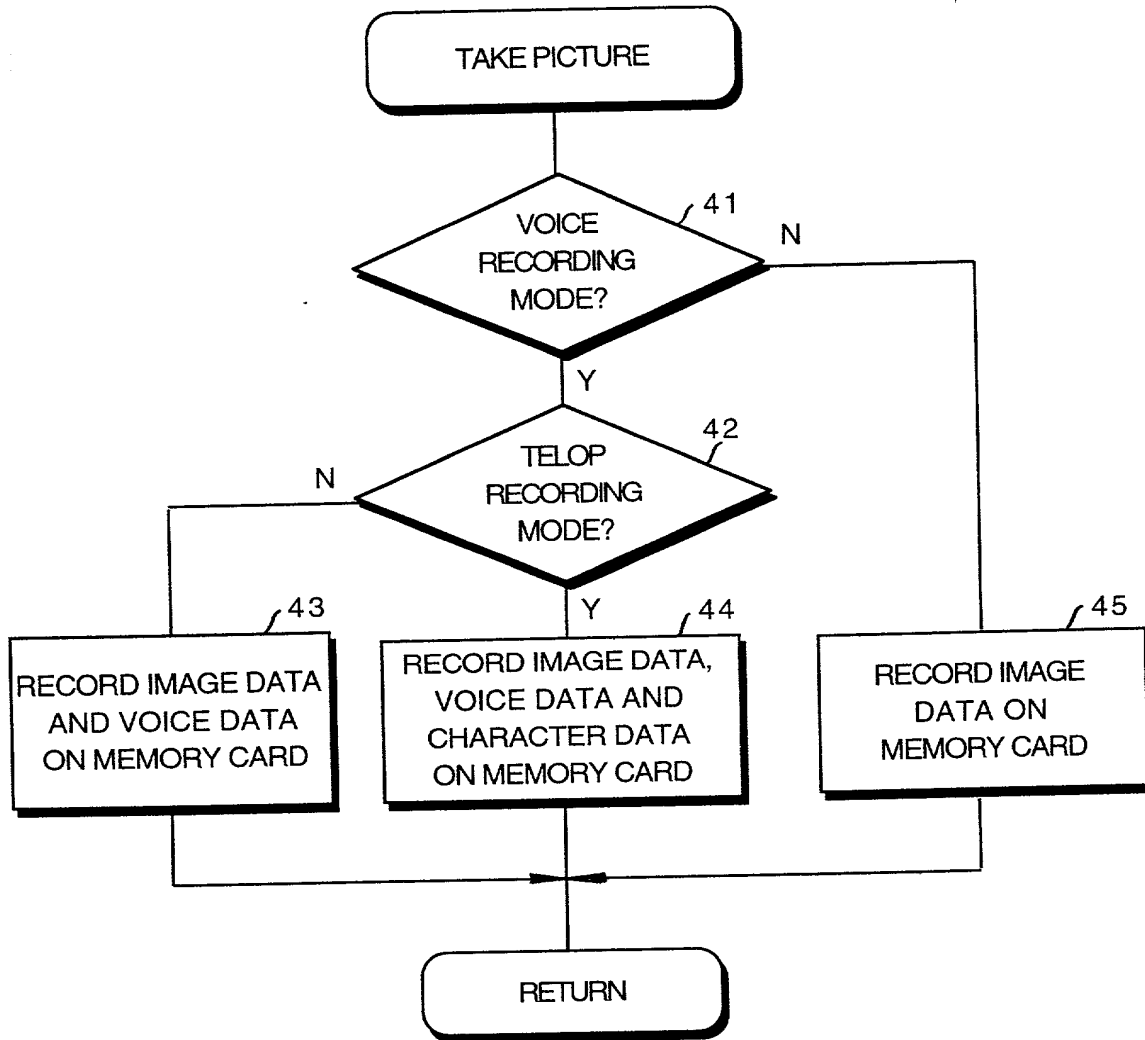 TAKE PICTURE
41
VOICE
RECORDING
MODE?
N
Y
42
TELOP
RECORDING
MODE?
N
Y
43
RECORD IMAGE DATA
AND VOICE DATA
ON MEMORY CARD
44
RECORD IMAGE DATA,
VOICE DATA AND
CHARACTER DATA
ON MEMORY CARD
45
RECORD IMAGE
DATA ON
MEMORY CARD
RETURN